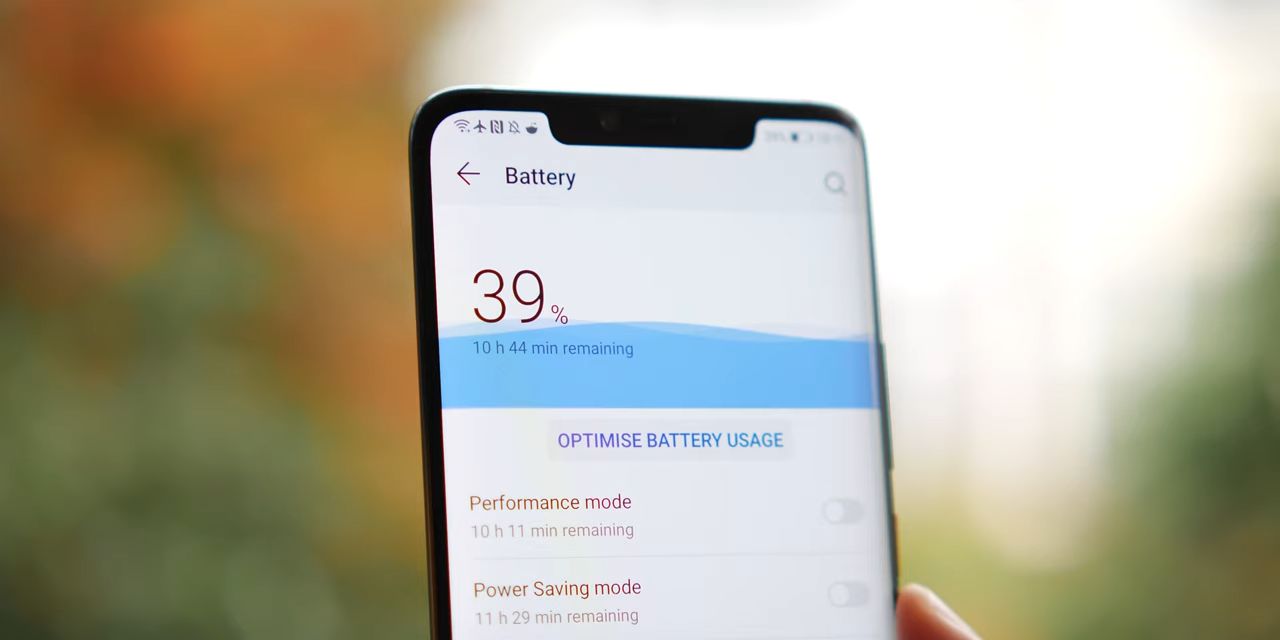 Battery
39%
10 h 44 min remaining
OPTIMISE BATTERY USAGE
Performance mode
10 h 11 min remaining
Power Saving mode
11 h 29 min remaining